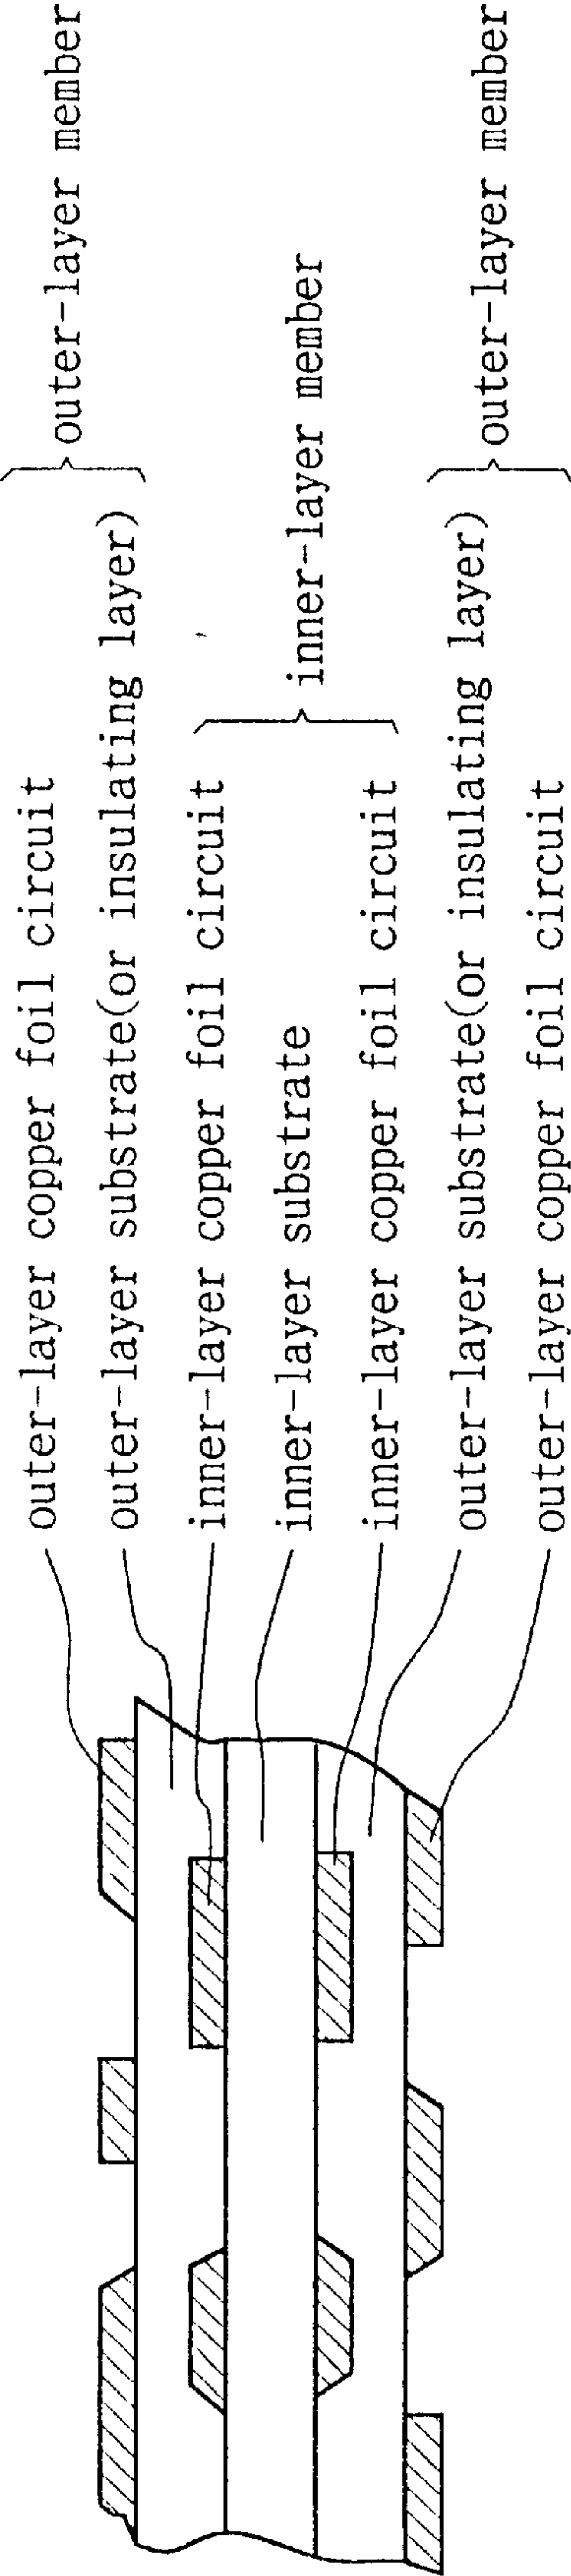 outer-layer copper foil circuit
outer-layer substrate(or insulating layer)
outer-layer member
inner-layer copper foil circuit
inner-layer substrate
inner-layer member
inner-layer copper foil circuit
outer-layer substrate(or insulating layer)
outer-layer member
outer-layer copper foil circuit